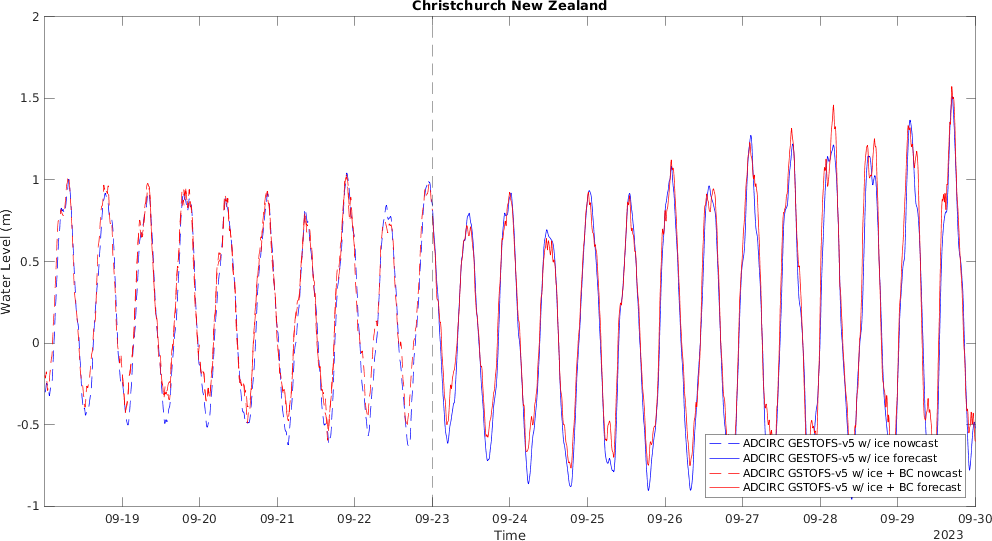 Christchurch New Zealand
Water Level (m)
2
1.5
1
0.5
0
-0.5
-1
ADCIRC GESTOFS-v5 w/ ice nowcast
ADCIRC GESTOFS-v5 w/ ice forecast
ADCIRC GSTOFS-v5 w/ ice + BC nowcast
ADCIRC GSTOFS-v5 w/ ice + BC forecast
09-19 09-20 09-21 09-22 09-23 09-24 09-25 09-26 09-27 09-28 09-29 09-30
Time
2023